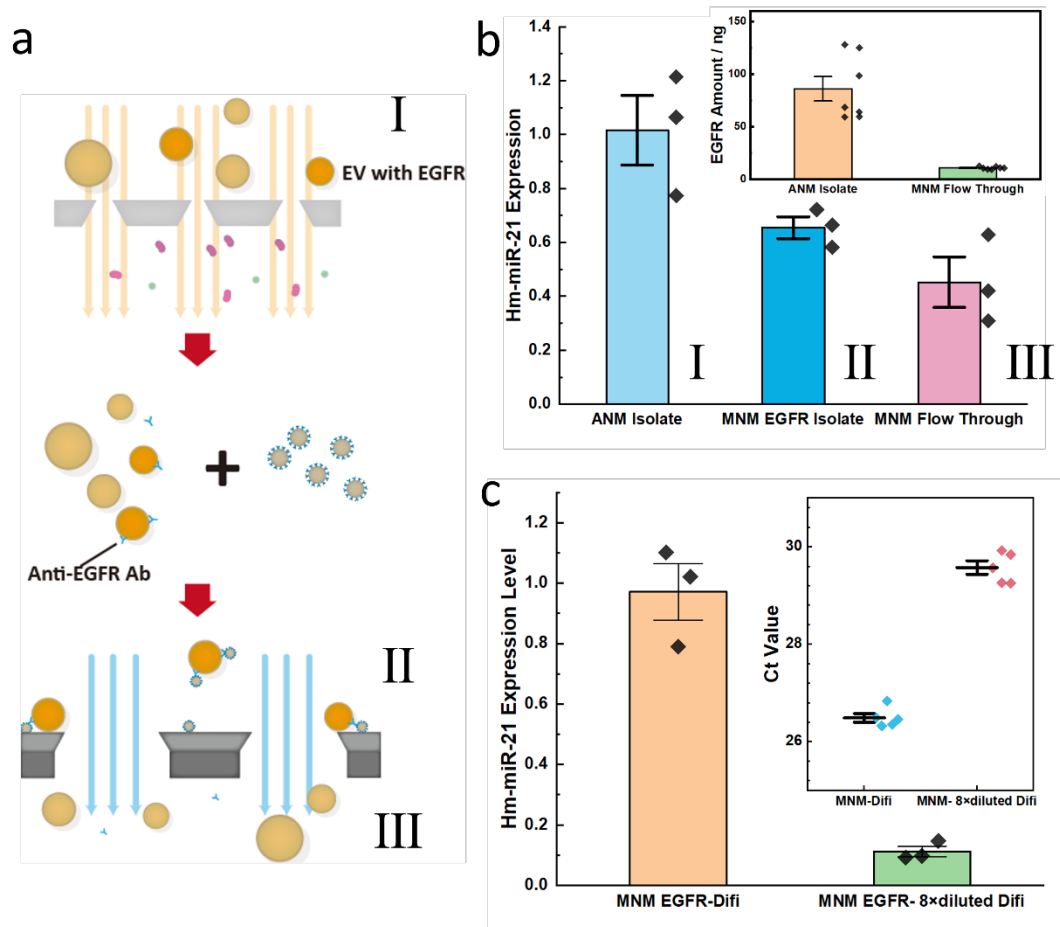 a
I
EV with EGFR
Anti-EGFR Ab
II
III
b
Hm-miR-21 Expression
1.2
1.0
0.8
0.6
0.4
0.2
0.0
I
II
III
ANM Isolate
MNM EGFR Isolate
MNM Flow Through
EGFR Amount / ng
150
100
50
0
ANM Isolate
MNM Flow Through
c
Hm-miR-21 Expression Level
1.2
1.0
0.8
0.6
0.4
0.2
0.0
MNM EGFR-Difi
MNM EGFR- 8×diluted Difi
Ct Value
30
28
26
MNM-Difi
MNM- 8×diluted Difi